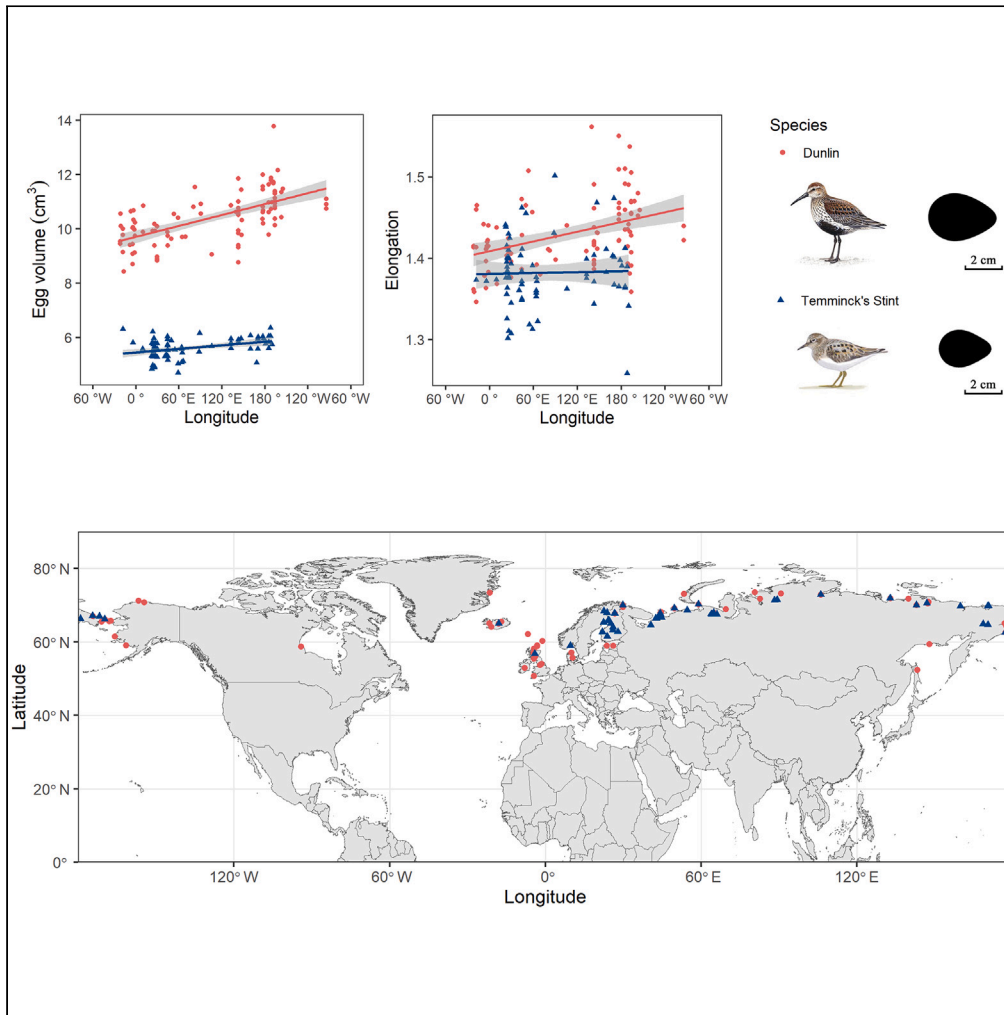 14
12
10
8
6
Egg volume (cm³)
60 °W 0 ° 60 °E 120 °E 180 ° 120 °W 60 °W
Longitude
1.5
1.4
1.3
Elongation
60 °W 0 ° 60 °E 120 °E 180 ° 120 °W 60 °W
Longitude
Species
Dunlin
2 cm
Temminck's Stint
2 cm
80° N
60° N
40° N
20° N
0°
Latitude
120° W 60° W 0° 60° E 120° E
Longitude